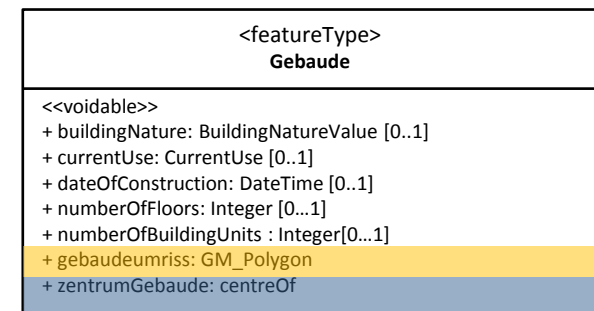 <featureType>
Gebaude
<<voidable>>
+ buildingNature: BuildingNatureValue [0..1]
+ currentUse: CurrentUse [0..1]
+ dateOfConstruction: DateTime [0..1]
+ numberOfFloors: Integer [0...1]
+ numberOfBuildingUnits : Integer[0...1]
+ gebaudeumriss: GM_Polygon
+ zentrumGebaude: centreOf